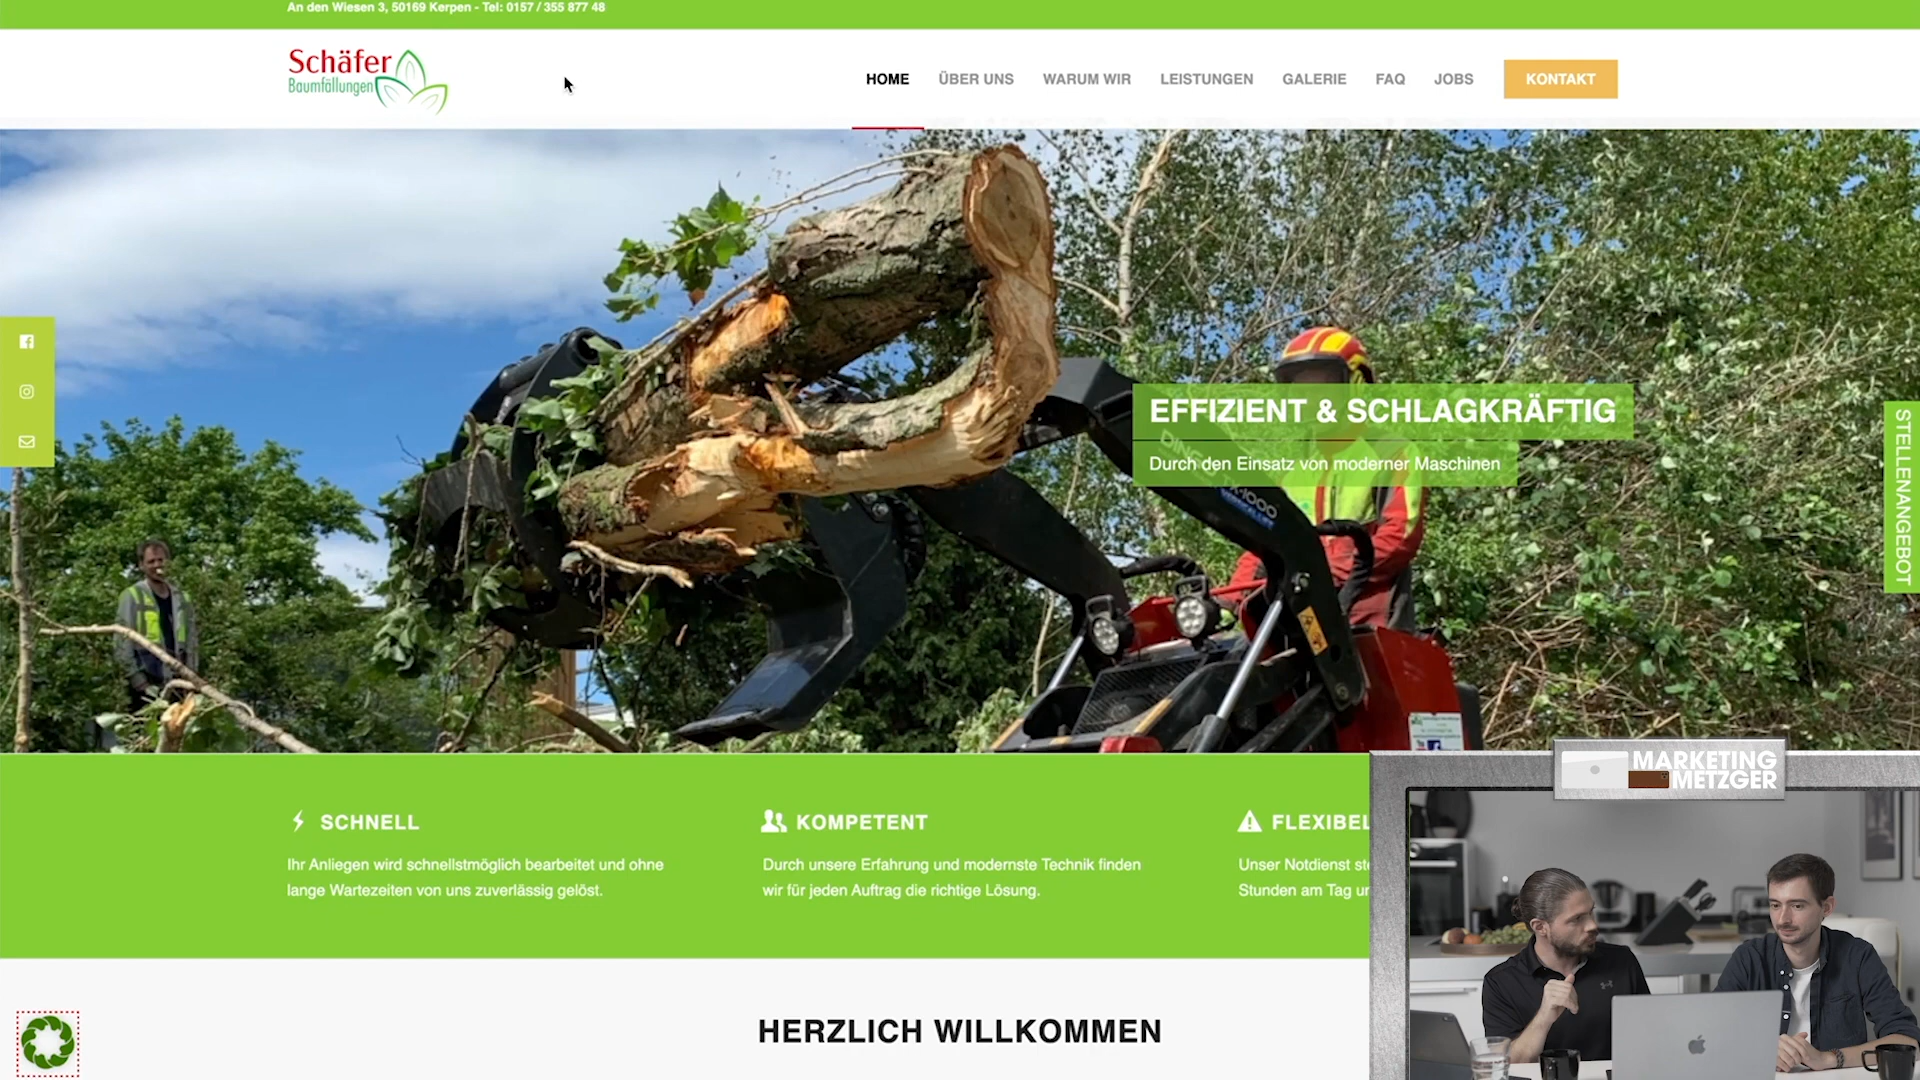 An den Wiesen 3, 50169 Kerpen - Tel: 0157 / 355 877 48
Schäfer
Baumfällungen
HOME
ÜBER UNS
WARUM WIR
LEISTUNGEN
GALERIE
FAQ
JOBS
KONTAKT
EFFIZIENT & SCHLAGKRÄFTIG
Durch den Einsatz von moderner Maschinen
STELLENANGEBOT
SCHNELL
Ihr Anliegen wird schnellstmöglich bearbeitet und ohne
lange Wartezeiten von uns zuverlässig gelöst.
KOMPETENT
Durch unsere Erfahrung und modernste Technik finden
wir für jeden Auftrag die richtige Lösung.
FLEXIBEL
Unser Notdienst
Stunden am Tag
MARKETING
METZGER
HERZLICH WILLKOMMEN